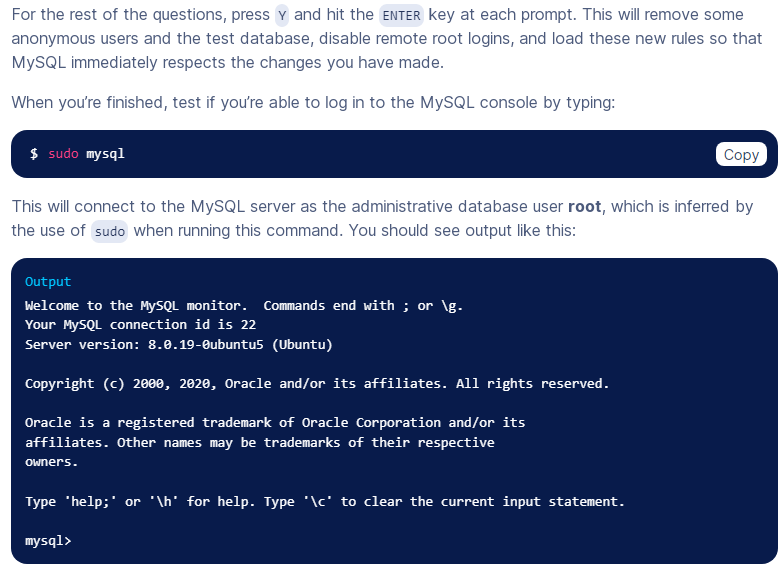 For the rest of the questions, press Y and hit the ENTER key at each prompt. This will remove some
anonymous users and the test database, disable remote root logins, and load these new rules so that
MySQL immediately respects the changes you have made.
When you’re finished, test if you’re able to log in to the MySQL console by typing:
$ sudo mysql
Copy
This will connect to the MySQL server as the administrative database user root, which is inferred by
the use of sudo when running this command. You should see output like this:
Output
Welcome to the MySQL monitor.  Commands end with ; or \g.
Your MySQL connection id is 22
Server version: 8.0.19-0ubuntu5 (Ubuntu)
Copyright (c) 2000, 2020, Oracle and/or its affiliates. All rights reserved.
Oracle is a registered trademark of Oracle Corporation and/or its
affiliates. Other names may be trademarks of their respective
owners.
Type 'help;' or '\h' for help. Type '\c' to clear the current input statement.
mysql>